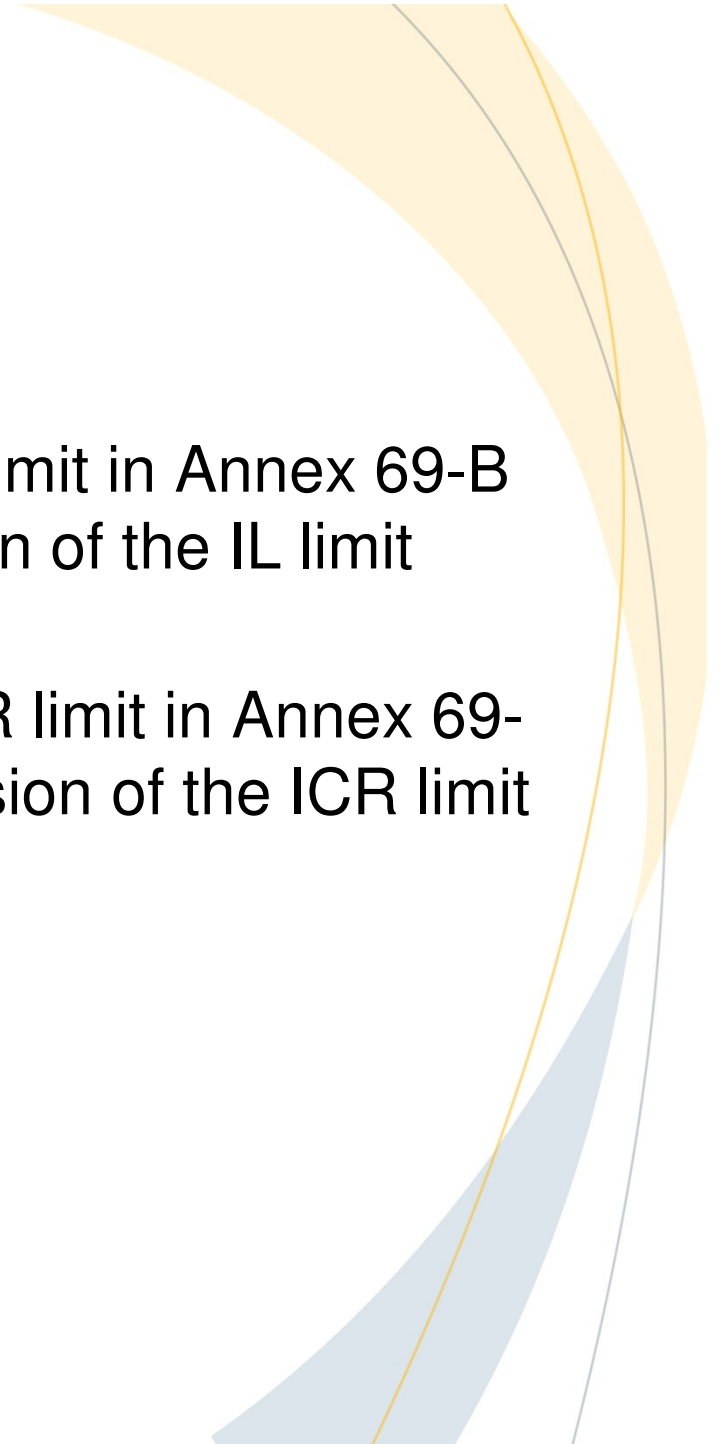 mit in Annex 69-B
n of the IL limit
R limit in Annex 69-
sion of the ICR limit